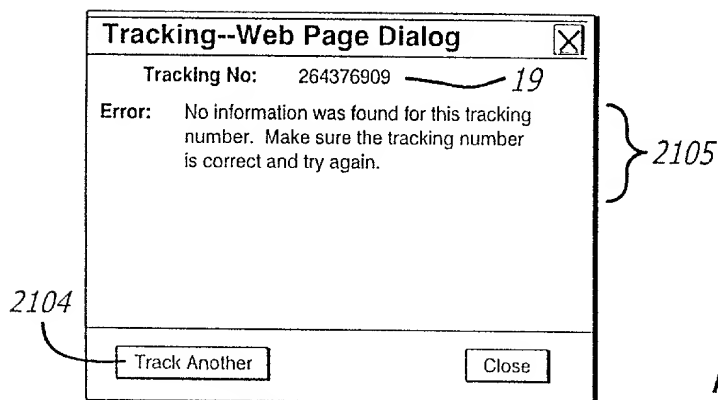 Tracking--Web Page Dialog
Tracking No: 264376909 19
Error: No information was found for this tracking
number. Make sure the tracking number
is correct and try again.
2105
2104
Track Another Close